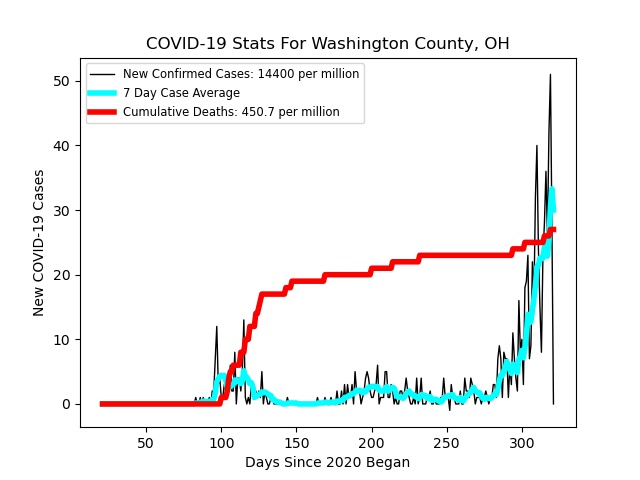 COVID-19 Stats For Washington County, OH
New Confirmed Cases: 14400 per million
7 Day Case Average
Cumulative Deaths: 450.7 per million
New COVID-19 Cases
50
40
30
20
10
0
50 100 150 200 250 300
Days Since 2020 Began